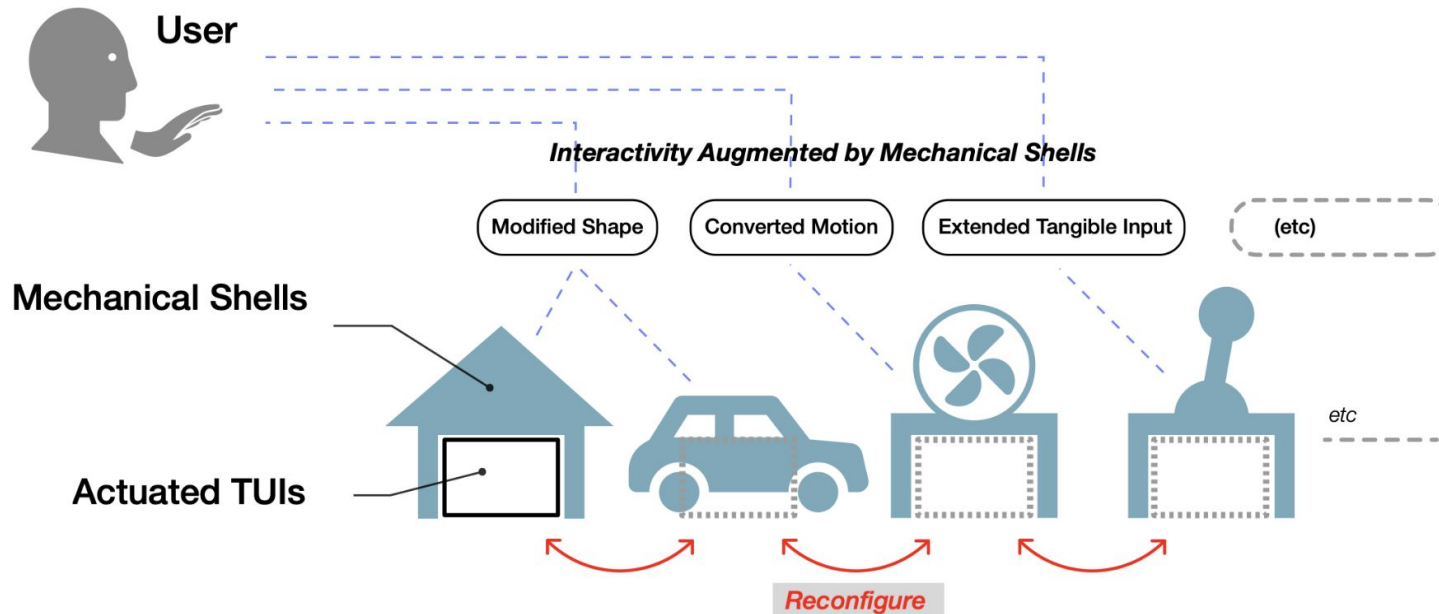 User
Interactivity Augmented by Mechanical Shells
Modified Shape
Converted Motion
Extended Tangible Input
(etc)
Mechanical Shells
etc
Actuated TUIs
Reconfigure